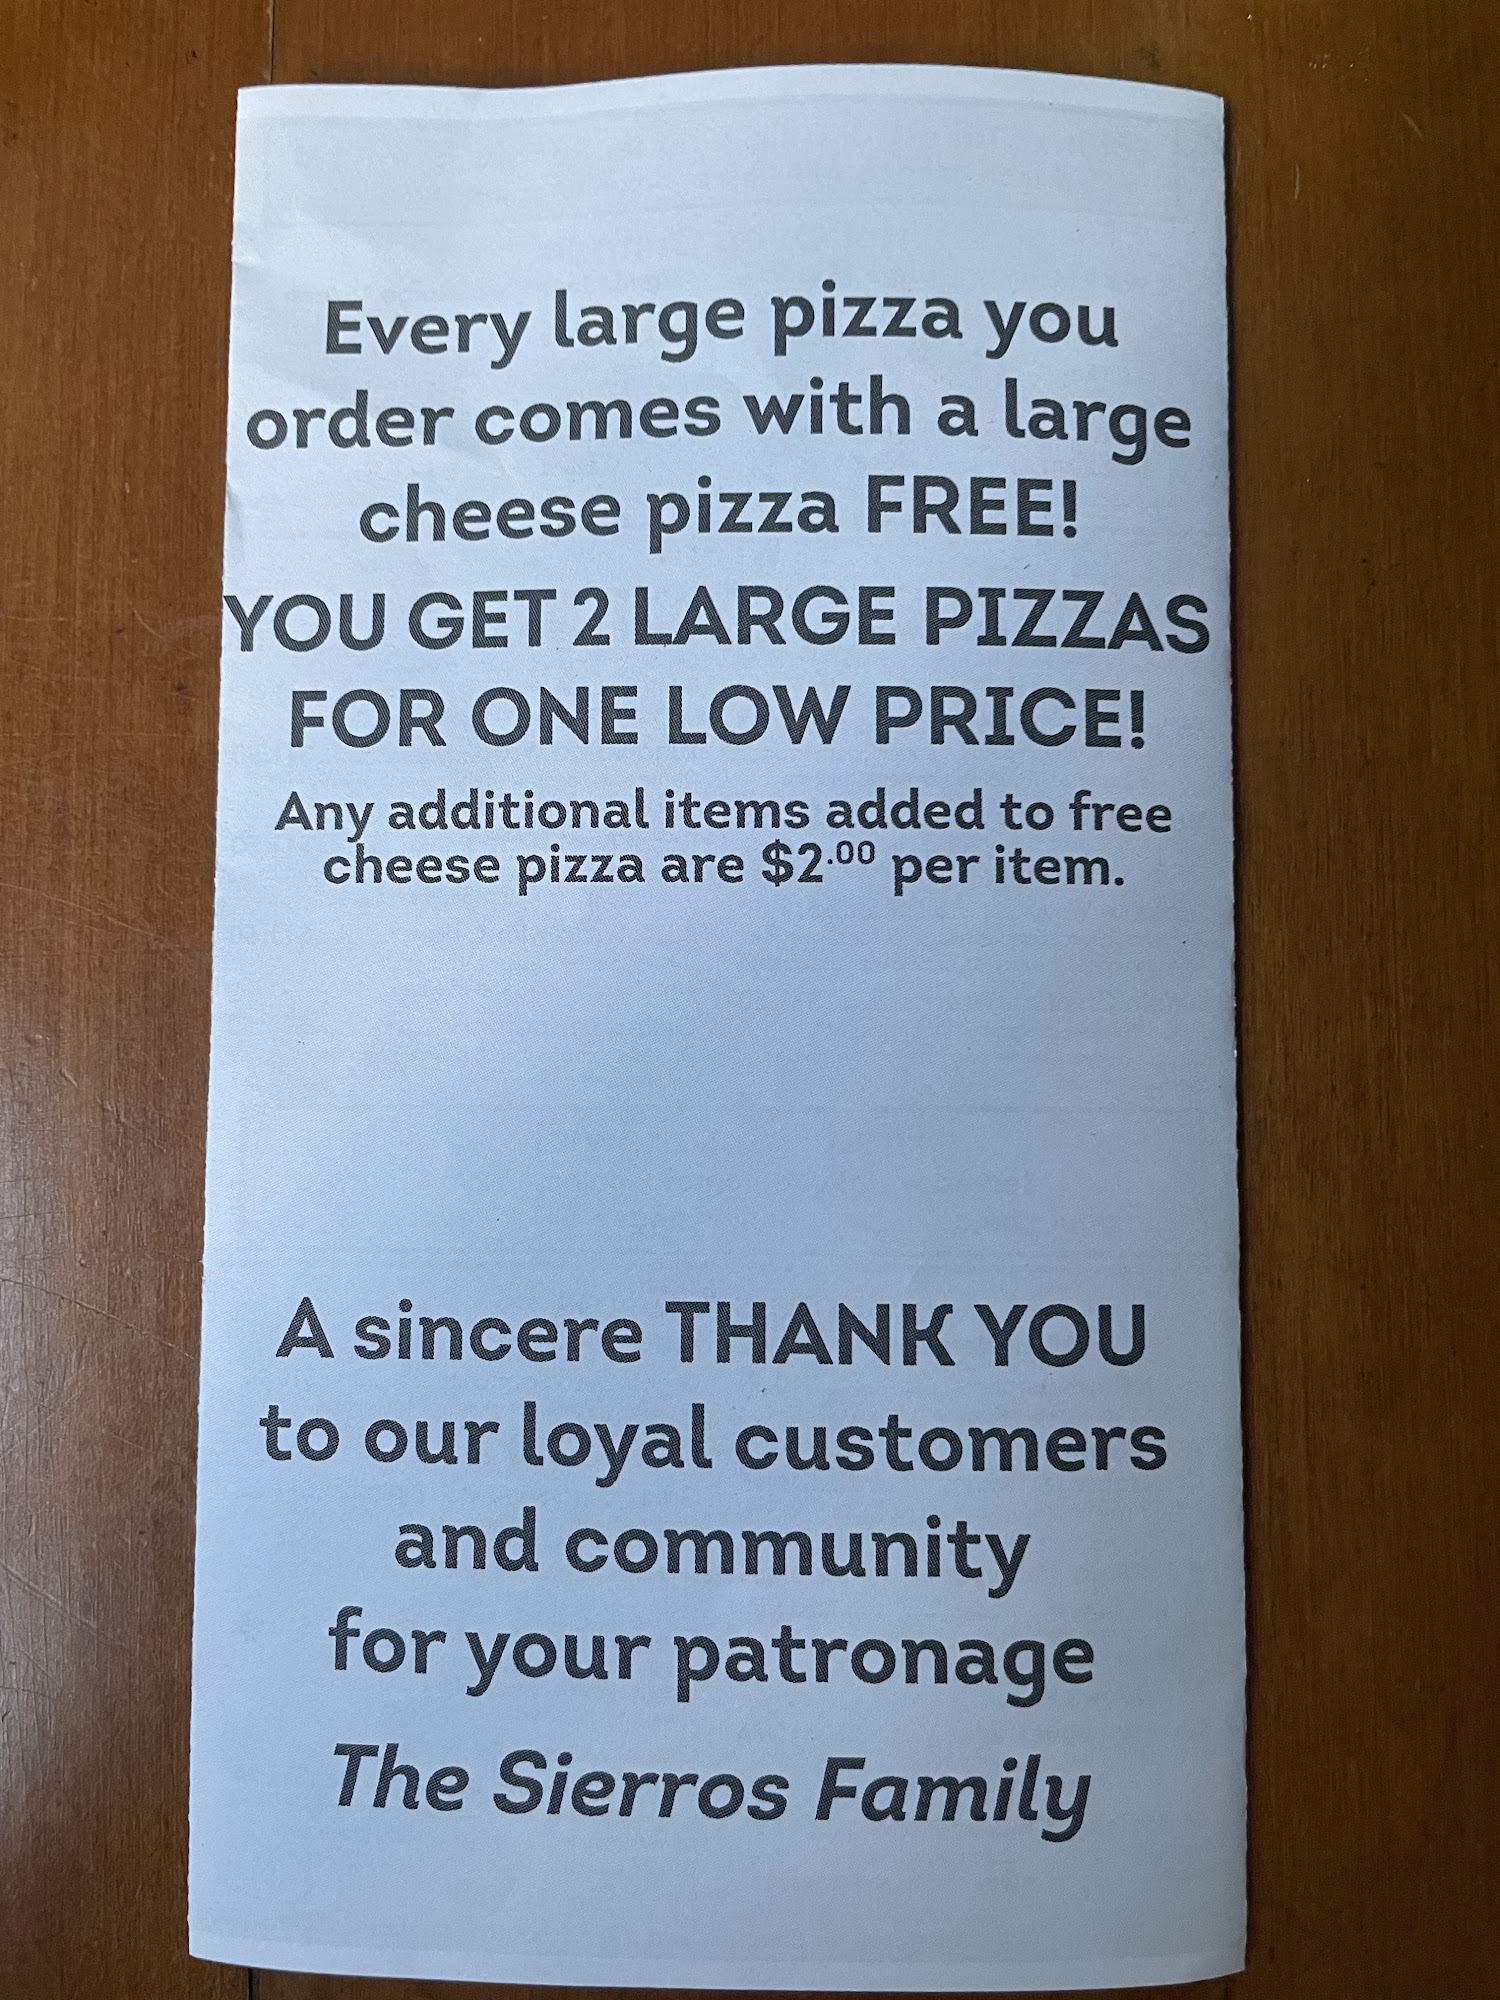 Every large pizza you
order comes with a large
cheese pizza FREE!
YOU GET 2 LARGE PIZZAS
FOR ONE LOW PRICE!
Any additional items added to free
cheese pizza are $2.00 per item.
A sincere THANK YOU
to our loyal customers
and community
for your patronage
The Sierros Family